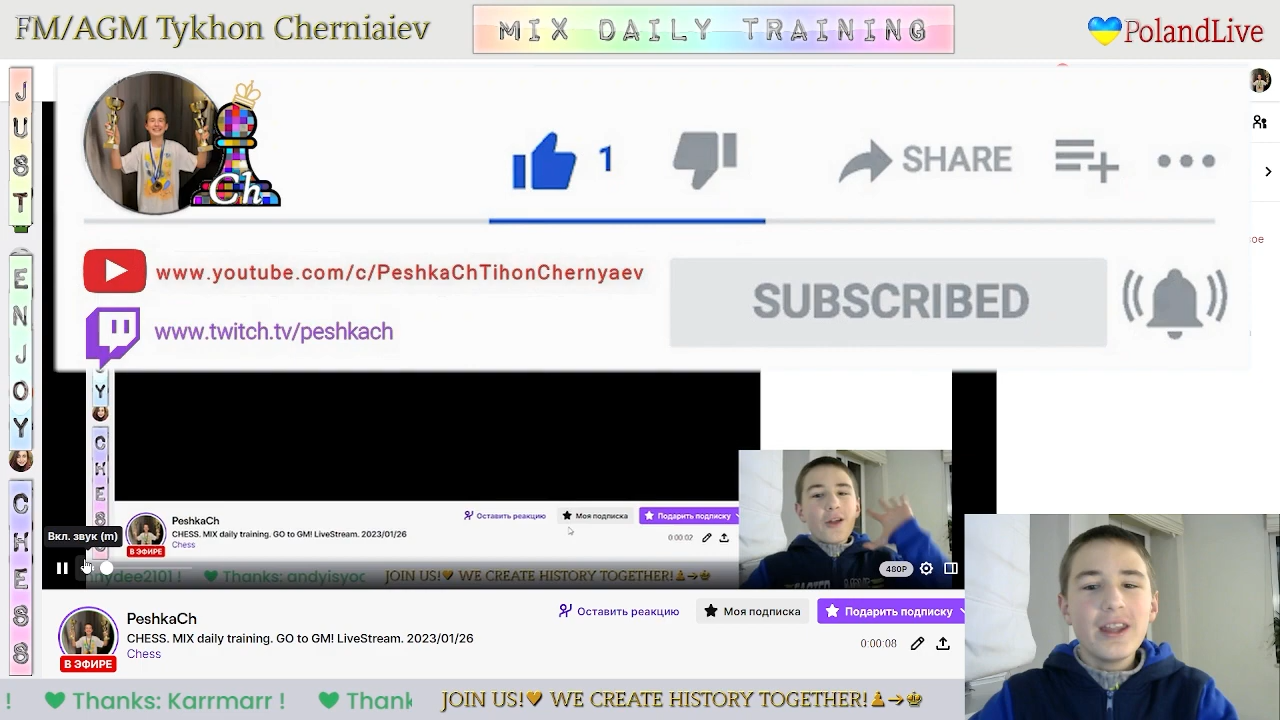 FM/AGM Tykhon Cherniaiev
MIX DAILY TRAINING
PolandLive
JUST
ENJOY
CHESS
Ch
1
SHARE
www.youtube.com/c/PeshkaChTihonChernyaev
SUBSCRIBED
www.twitch.tv/peshkach
Y
CHES
PeshkaCh
Оставить реакцию
Моя подписка
Подарить подписку
CHESS. MIX daily training. GO to GM! LiveStream. 2023/01/26
0:00:02
Chess
В ЭФИРЕ
Вкл. звук (m)
Thanks: andyisyoc
JOIN US! WE CREATE HISTORY TOGETHER!
480P
PeshkaCh
Оставить реакцию
Моя подписка
Подарить подписку
CHESS. MIX daily training. GO to GM! LiveStream. 2023/01/26
0:00:08
Chess
В ЭФИРЕ
! Thanks: Karrmarr ! Thank
JOIN US! WE CREATE HISTORY TOGETHER!